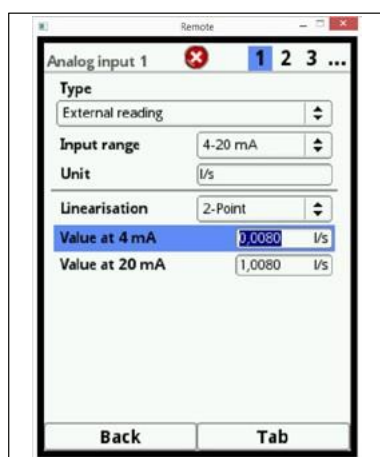 Remote
Analog input 1 1 2 3 ...
Type
External reading
Input range 4-20 mA
Unit l/s
Linearisation 2-Point
Value at 4 mA 0,0080 l/s
Value at 20 mA 1,0080 l/s
Back Tab